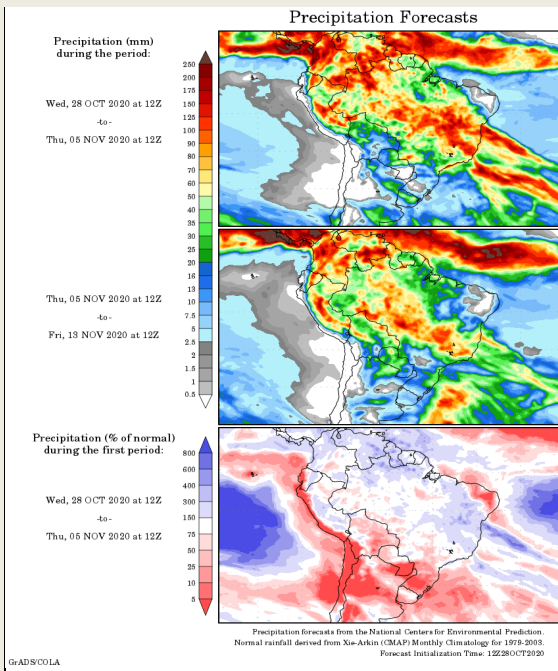 Precipitation Forecasts
Precipitation (mm)
during the period:
Wed, 28 OCT 2020 at 12Z
-to-
Thu, 05 NOV 2020 at 12Z
250
200
175
150
125
100
90
80
70
60
50
45
40
35
30
25
20
16
13
10
7.5
5
2.5
2
1.5
1
0.5
Thu, 05 NOV 2020 at 12Z
-to-
Fri, 13 NOV 2020 at 12Z
Precipitation (% of normal)
during the first period:
Wed, 28 OCT 2020 at 12Z
-to-
Thu, 05 NOV 2020 at 12Z
800
600
400
300
150
75
50
25
10
5
Precipitation forecasts from the National Centers for Environmental Prediction.
Normal rainfall derived from Xie-Arkin (CMAP) Monthly Climatology for 1979-2003.
Forecast Initialization Time: 12Z28OCT2020
GrADS/COLA